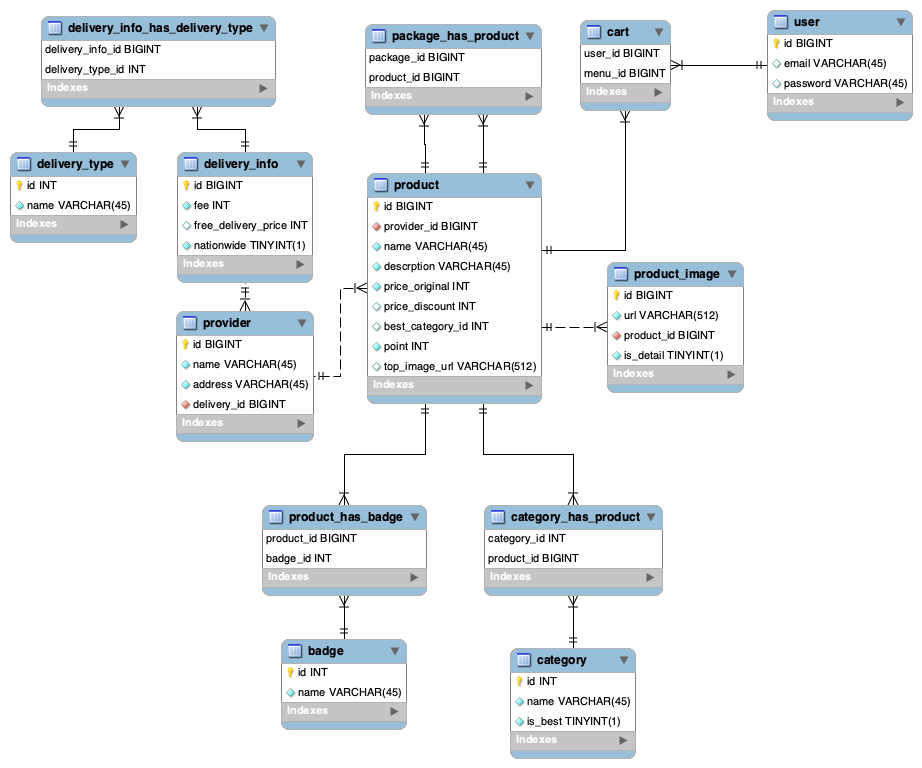 delivery_info_has_delivery_type
delivery_info_id BIGINT
delivery_type_id INT
Indexes
package_has_product
package_id BIGINT
product_id BIGINT
Indexes
cart
user_id BIGINT
menu_id BIGINT
Indexes
user
id BIGINT
email VARCHAR(45)
password VARCHAR(45)
Indexes
delivery_type
id INT
name VARCHAR(45)
Indexes
delivery_info
id BIGINT
fee INT
free_delivery_price INT
nationwide TINYINT(1)
Indexes
product
id BIGINT
provider_id BIGINT
name VARCHAR(45)
descrption VARCHAR(45)
price_original INT
price_discount INT
best_category_id INT
point INT
top_image_url VARCHAR(512)
Indexes
product_image
id BIGINT
url VARCHAR(512)
product_id BIGINT
is_detail TINYINT(1)
Indexes
provider
id BIGINT
name VARCHAR(45)
address VARCHAR(45)
delivery_id BIGINT
Indexes
product_has_badge
product_id BIGINT
badge_id INT
Indexes
category_has_product
category_id INT
product_id BIGINT
Indexes
badge
id INT
name VARCHAR(45)
Indexes
category
id INT
name VARCHAR(45)
is_best TINYINT(1)
Indexes